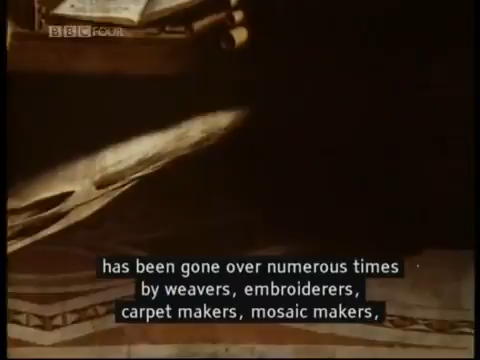 BBC FOUR
has been gone over numerous times
by weavers, embroiderers,
carpet makers, mosaic makers,